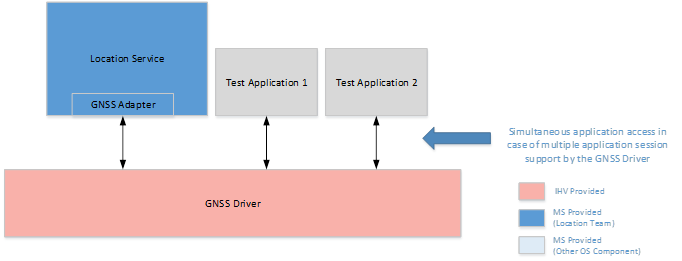 Location Service
GNSS Adapter
Test Application 1
Test Application 2
Simultaneous application access in
case of multiple application session
support by the GNSS Driver
GNSS Driver
IHV Provided
MS Provided
(Location Team)
MS Provided
(Other OS Component)